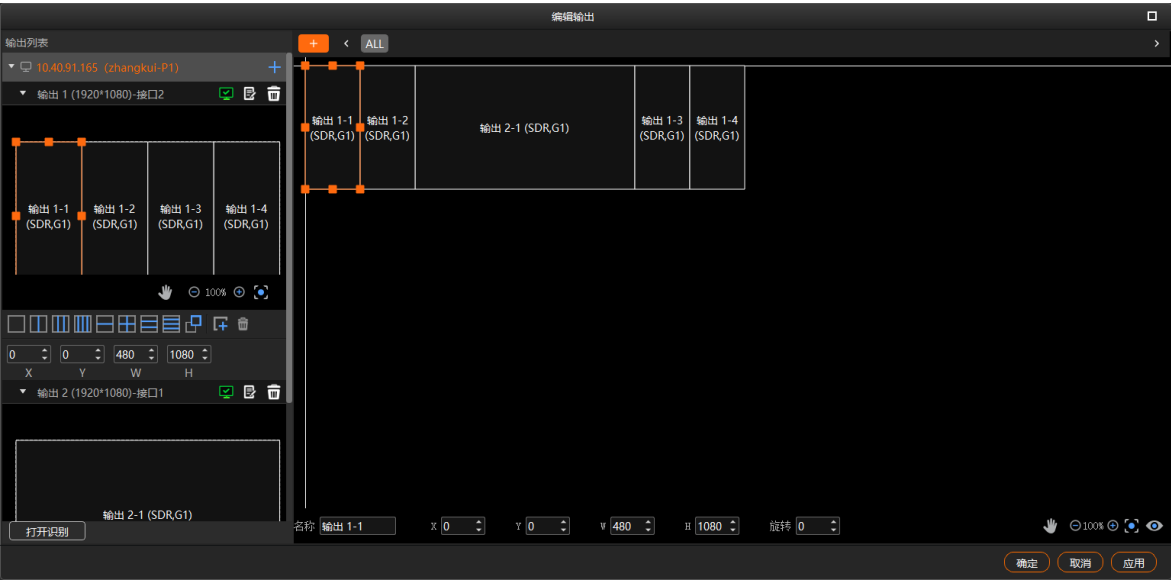 编辑输出
输出列表
+ ALL
10.40.91.165 (zhangkui-P1)
输出 1 (1920*1080)-接口2
输出 1-1
(SDR,G1)
输出 1-2
(SDR,G1)
输出 1-3
(SDR,G1)
输出 1-4
(SDR,G1)
100%
0 0 480 1080
X Y W H
输出 2 (1920*1080)-接口1
输出 2-1 (SDR,G1)
打开识别
输出 1-1
(SDR,G1)
输出 1-2
(SDR,G1)
输出 2-1 (SDR,G1)
输出 1-3
(SDR,G1)
输出 1-4
(SDR,G1)
名称 输出 1-1 X 0 Y 0 W 480 H 1080 旋转 0 100%
确定 取消 应用